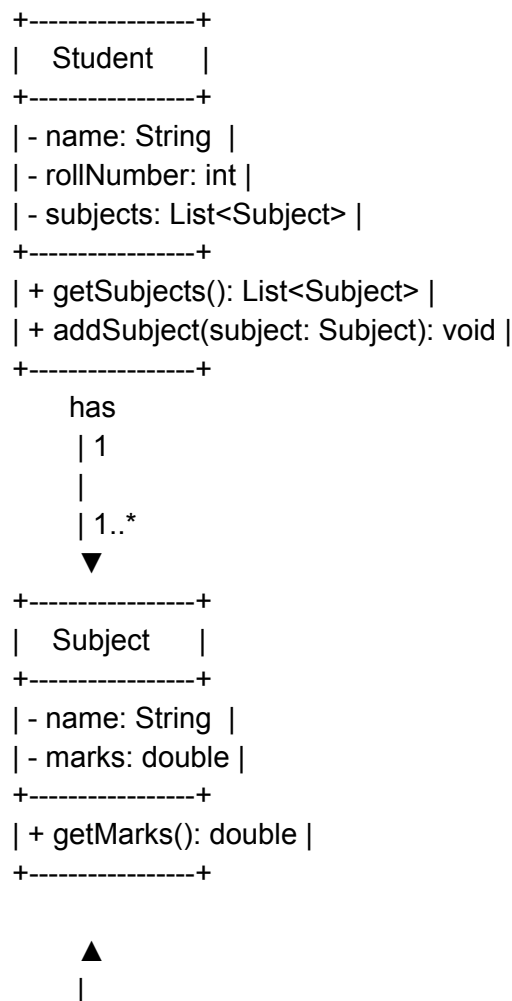 +-----------------+
|    Student      |
+-----------------+
| - name: String  |
| - rollNumber: int |
| - subjects: List<Subject> |
+-----------------+
| + getSubjects(): List<Subject> |
| + addSubject(subject: Subject): void |
+-----------------+
has
| 1
|
| 1..*
▼
+-----------------+
|    Subject      |
+-----------------+
| - name: String  |
| - marks: double |
+-----------------+
| + getMarks(): double |
+-----------------+
▲
|